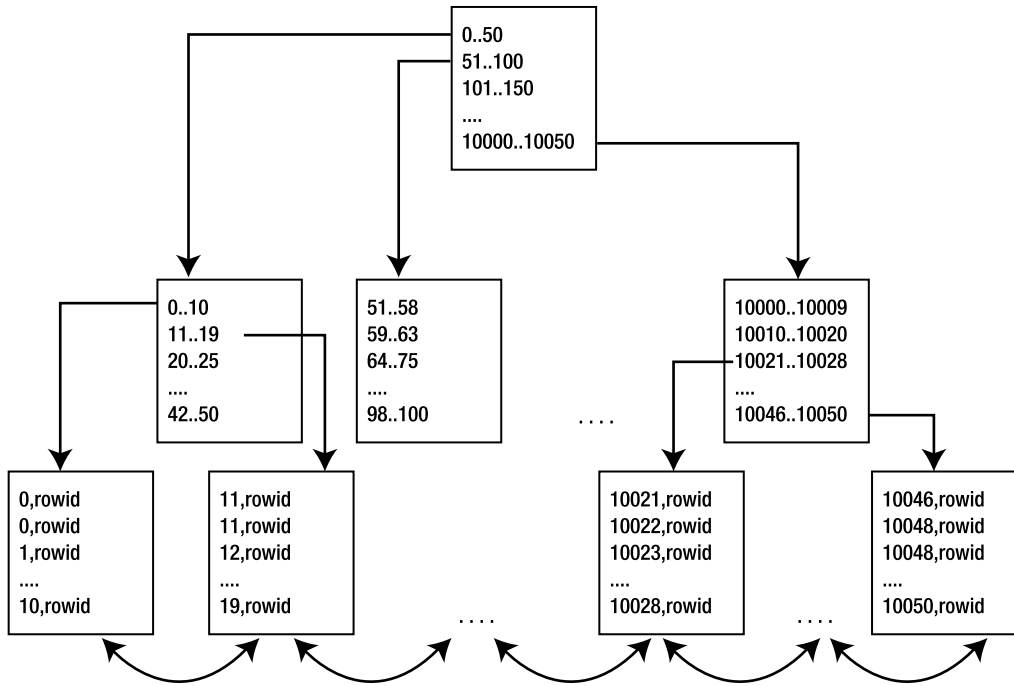 0..50
51..100
101..150
....
10000..10050
0..10
11..19
20..25
....
42..50
51..58
59..63
64..75
....
98..100
....
10000..10009
10010..10020
10021..10028
....
10046..10050
0,rowid
0,rowid
1,rowid
....
10,rowid
11,rowid
11,rowid
12,rowid
....
19,rowid
....
10021,rowid
10022,rowid
10023,rowid
....
10028,rowid
....
10046,rowid
10048,rowid
10048,rowid
....
10050,rowid